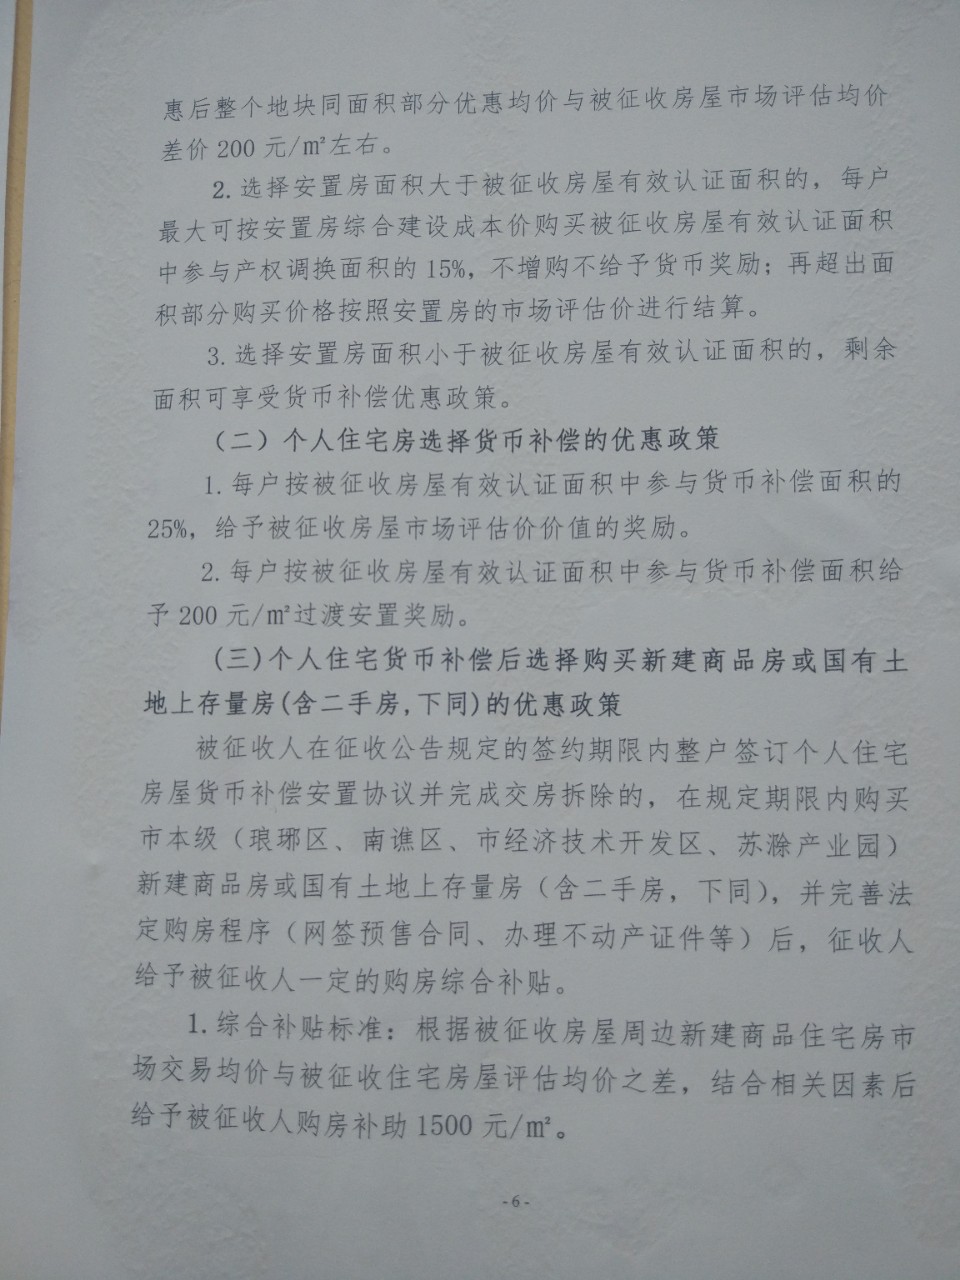 惠后整个地块同面积部分优惠均价与被征收房屋市场评估均价
差价 200 元/㎡左右。
2.选择安置房面积大于被征收房屋有效认证面积的，每户
最大可按安置房综合建设成本价购买被征收房屋有效认证面积
中参与产权调换面积的 15%，不增购不给予货币奖励；再超出面
积部分购买价格按照安置房的市场评估价进行结算。
3.选择安置房面积小于被征收房屋有效认证面积的，剩余
面积可享受货币补偿优惠政策。
（二）个人住宅房选择货币补偿的优惠政策
1.每户按被征收房屋有效认证面积中参与货币补偿面积的
25%，给予被征收房屋市场评估价价值的奖励。
2.每户按被征收房屋有效认证面积中参与货币补偿面积给
予 200 元/㎡过渡安置奖励。
(三)个人住宅货币补偿后选择购买新建商品房或国有土
地上存量房(含二手房,下同)的优惠政策
被征收人在征收公告规定的签约期限内整户签订个人住宅
房屋货币补偿安置协议并完成交房拆除的，在规定期限内购买
市本级（琅琊区、南谯区、市经济技术开发区、苏滁产业园）
新建商品房或国有土地上存量房（含二手房，下同），并完善法
定购房程序（网签预售合同、办理不动产证件等）后，征收人
给予被征收人一定的购房综合补贴。
1.综合补贴标准：根据被征收房屋周边新建商品住宅房市
场交易均价与被征收住宅房屋评估均价之差，结合相关因素后
给予被征收人购房补助 1500 元/㎡。
-6-